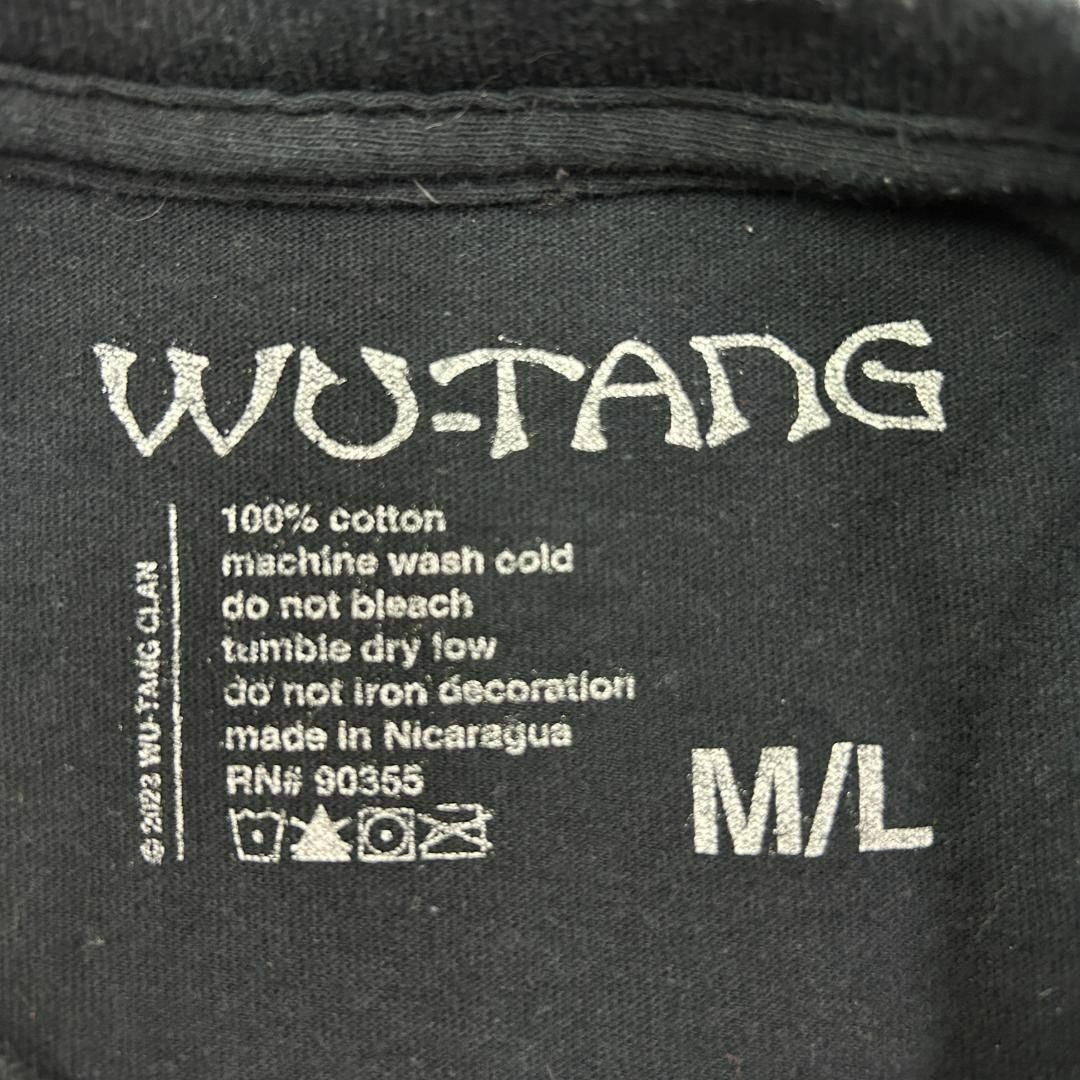 WU-TANG
© 2023 WU-TANG CLAN
100% cotton
machine wash cold
do not bleach
tumble dry low
do not iron decoration
made in Nicaragua
RN# 90355
M/L